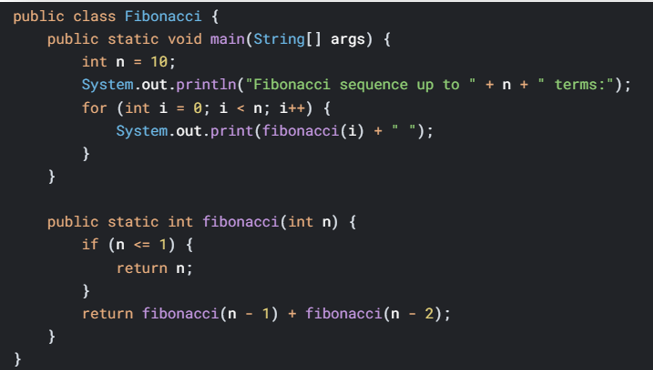 public class Fibonacci {
    public static void main(String[] args) {
        int n = 10;
        System.out.println("Fibonacci sequence up to " + n + " terms:");
        for (int i = 0; i < n; i++) {
            System.out.print(fibonacci(i) + " ");
        }
    }

    public static int fibonacci(int n) {
        if (n <= 1) {
            return n;
        }
        return fibonacci(n - 1) + fibonacci(n - 2);
    }
}